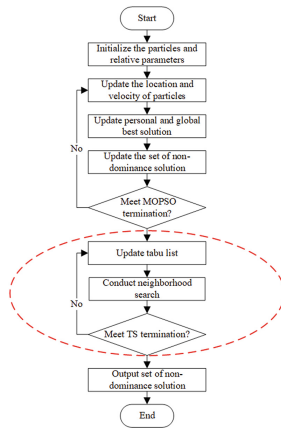 Start
Initialize the particles and
relative parameters
Update the location and
velocity of particles
Update personal and global
best solution
No
Update the set of non-
dominance solution
Meet MOPSO
termination?
Update tabu list
Conduct neighborhood
search
No
Meet TS termination?
Output set of non-
dominance solution
End